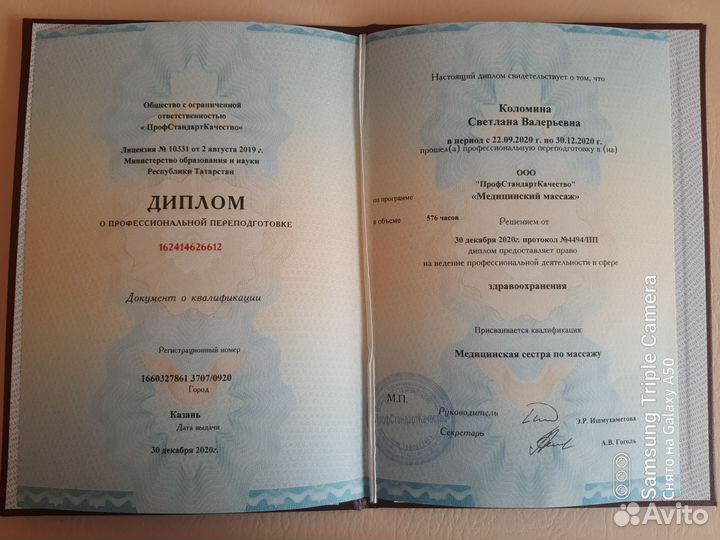 Общество с ограниченной
ответственностью
« ПрофСтандартКачество»
Лицензия № 10331 от 2 августа 2019 г.
Министерство образования и науки
Республики Татарстан
ДИПЛОМ
О ПРОФЕССИОНАЛЬНОЙ ПЕРЕПОДГОТОВКЕ
162414626612
Документ о квалификации
Регистрационный номер
1660327861 3707/0920
Город
Казань
Дата выдачи
30 декабря 2020г.
Настоящий диплом свидетельствует о том, что
Коломина
Светлана Валерьевна
в период с 22.09.2020 г. по 30.12.2020 г.
прошел(а) профессиональную переподготовку в (на)
ООО
"ПрофСтандартКачество"
по программе «Медицинский массаж»
в объеме 576 часов Решением от
30 декабря 2020г. протокол №4494/ПП
диплом предоставляет право
на ведение профессиональной деятельности в сфере
здравоохранения
Присваивается квалификация:
Медицинская сестра по массажу
М.П.
ПрофСтандартКачество
Руководитель Э.Р. Ишмухаметова
Секретарь А.В. Гоголь
Samsung Triple Camera
Снято на Galaxy A50
Avito